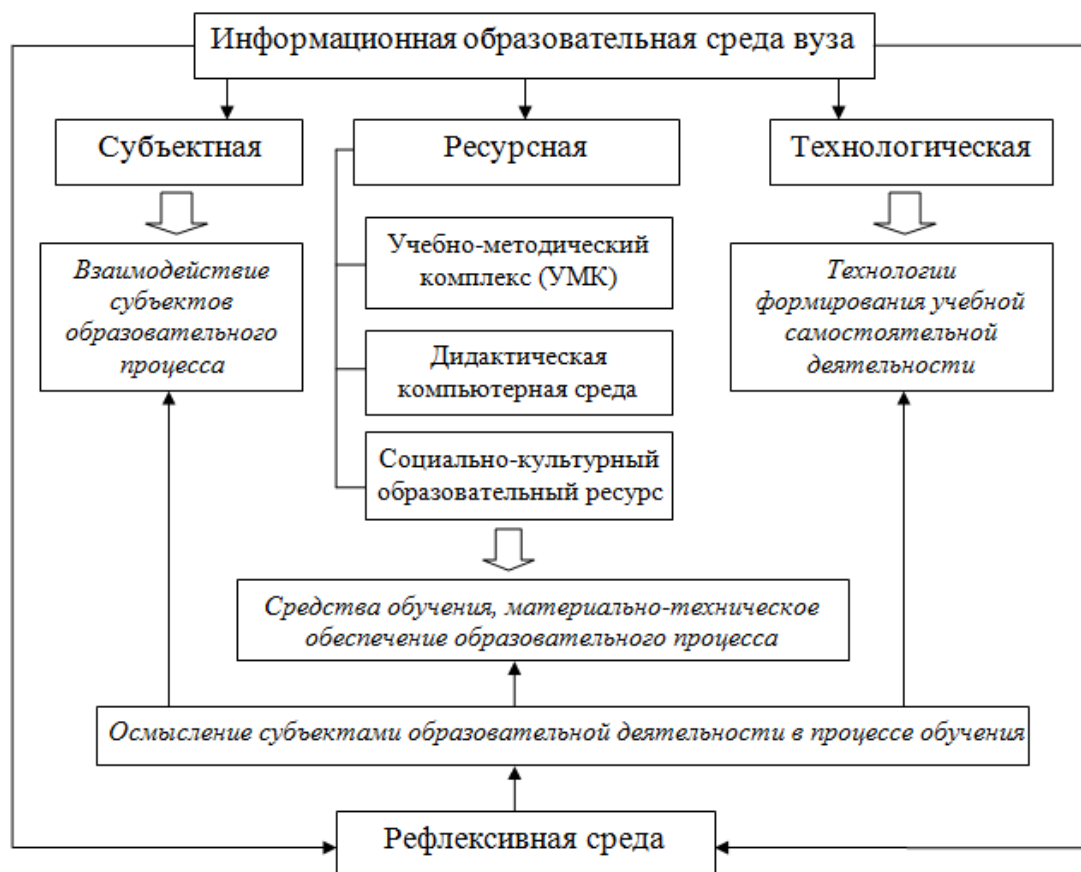 Информационная образовательная среда вуза
Субъектная
Ресурсная
Технологическая
Взаимодействие
субъектов
образовательного
процесса
Учебно-методический
комплекс (УМК)
Дидактическая
компьютерная среда
Социально-культурный
образовательный ресурс
Технологии
формирования учебной
самостоятельной
деятельности
Средства обучения, материально-техническое
обеспечение образовательного процесса
Осмысление субъектами образовательной деятельности в процессе обучения
Рефлексивная среда